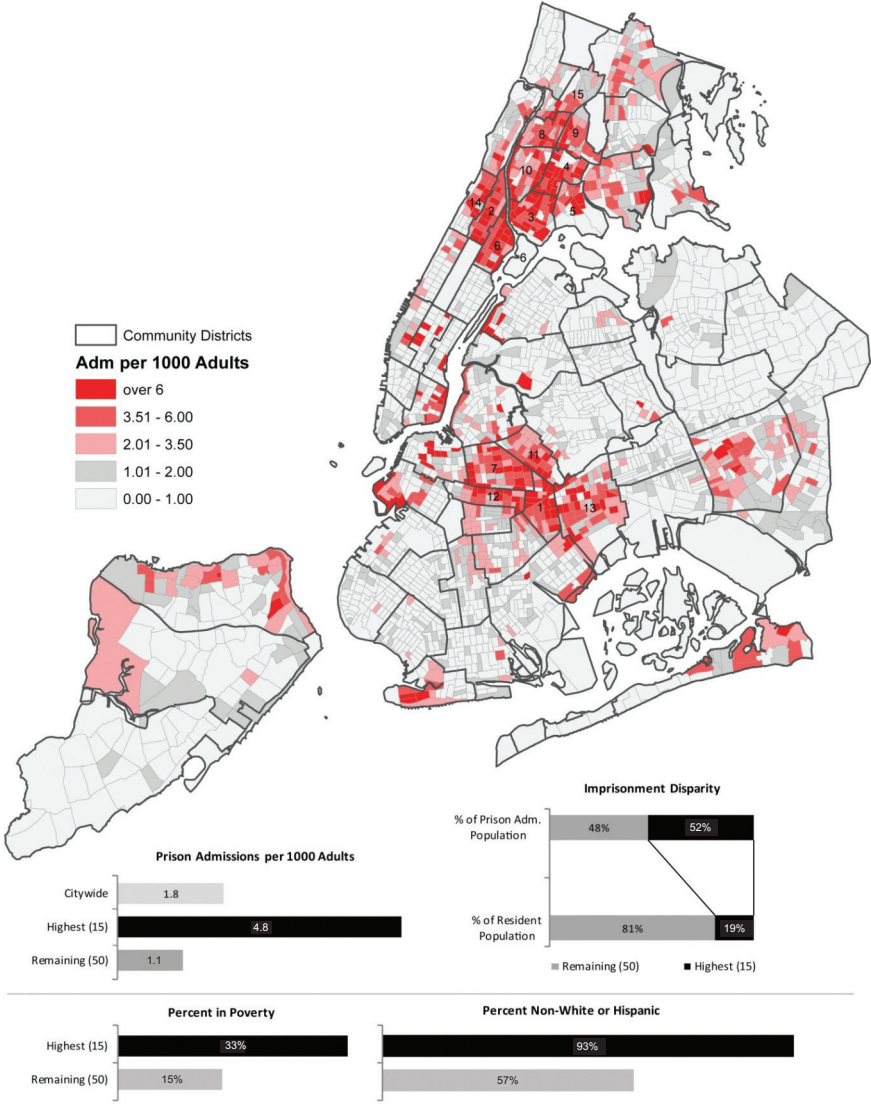 15
8
9
10
4
14
2
3
5
6
6
Community Districts
Adm per 1000 Adults
over 6
3.51 - 6.00
2.01 - 3.50
1.01 - 2.00
0.00 - 1.00
11
7
12
1
13
Imprisonment Disparity
% of Prison Adm.
Population
48%
52%
% of Resident
Population
81%
19%
Remaining (50)
Highest (15)
Prison Admissions per 1000 Adults
Citywide
1.8
Highest (15)
4.8
Remaining (50)
1.1
Percent in Poverty
Highest (15)
33%
Remaining (50)
15%
Percent Non-White or Hispanic
93%
57%